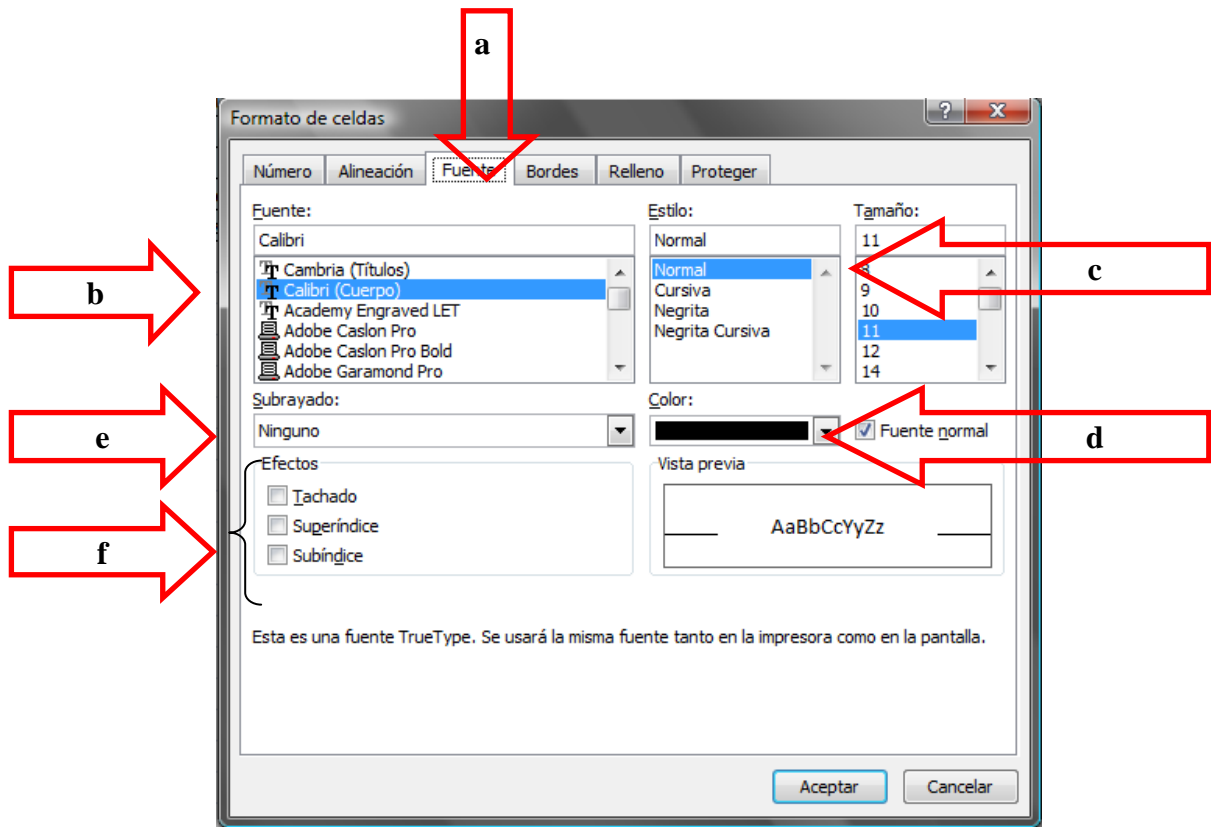 a
Formato de celdas
?
X
Número Alineación Fuente Bordes Relleno Proteger
Fuente: Estilo: Tamaño:
Calibri Normal 11
Cambria (Títulos) Normal
Calibri (Cuerpo) Cursiva 9
Academy Engraved LET Negrita 10
Adobe Caslon Pro Negrita Cursiva 11
Adobe Caslon Pro Bold 12
Adobe Garamond Pro 14
b
c
Subrayado: Color:
Ninguno Fuente normal
e
d
Efectos Vista previa
Tachado
Superíndice AaBbCcYyZz
Subíndice
f
Esta es una fuente TrueType. Se usará la misma fuente tanto en la impresora como en la pantalla.
Aceptar Cancelar